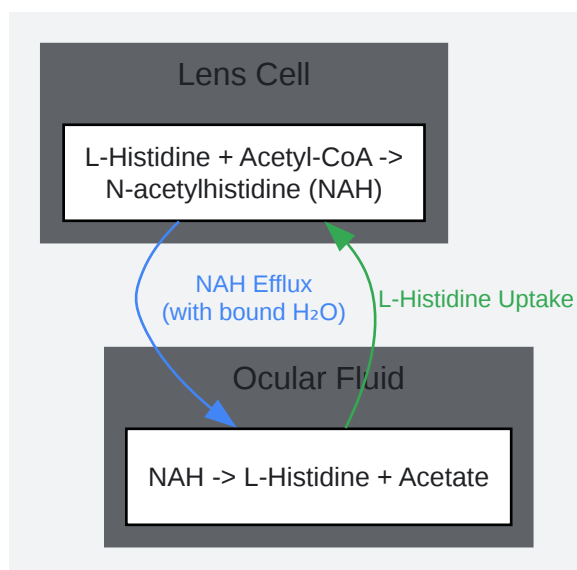 Lens Cell
L-Histidine + Acetyl-CoA ->
N-acetylhistidine (NAH)
NAH Efflux
(with bound H₂O)
L-Histidine Uptake
Ocular Fluid
NAH -> L-Histidine + Acetate